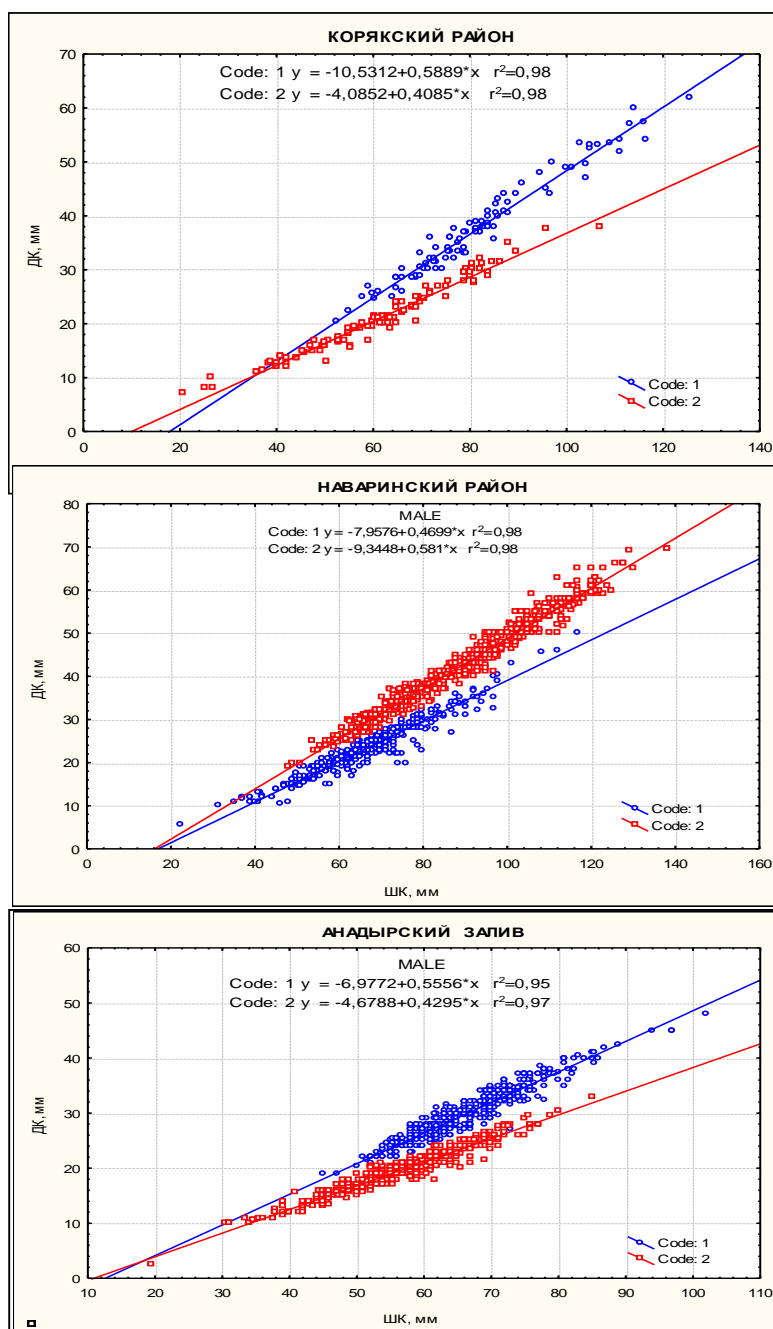 КОРЯКСКИЙ РАЙОН
Code: 1 y = -10,5312+0,5889*x r²=0,98
Code: 2 y = -4,0852+0,4085*x r²=0,98
70
60
50
40
30
20
10
0
ДК, мм
0 20 40 60 80 100 120 140
Code: 1
Code: 2
НАВАРИНСКИЙ РАЙОН
MALE
Code: 1 y= -7,9576+0,4699*x r²=0,98
Code: 2 y= -9,3448+0,581*x r²=0,98
80
70
60
50
40
30
20
10
0
ДК, мм
0 20 40 60 80 100 120 140 160
ШК, мм
Code: 1
Code: 2
АНАДЫРСКИЙ ЗАЛИВ
MALE
Code: 1 y = -6,9772+0,5556*x r²=0,95
Code: 2 y = -4,6788+0,4295*x r²=0,97
60
50
40
30
20
10
0
ДК, мм
10 20 30 40 50 60 70 80 90 100 110
ШК, мм
Code: 1
Code: 2